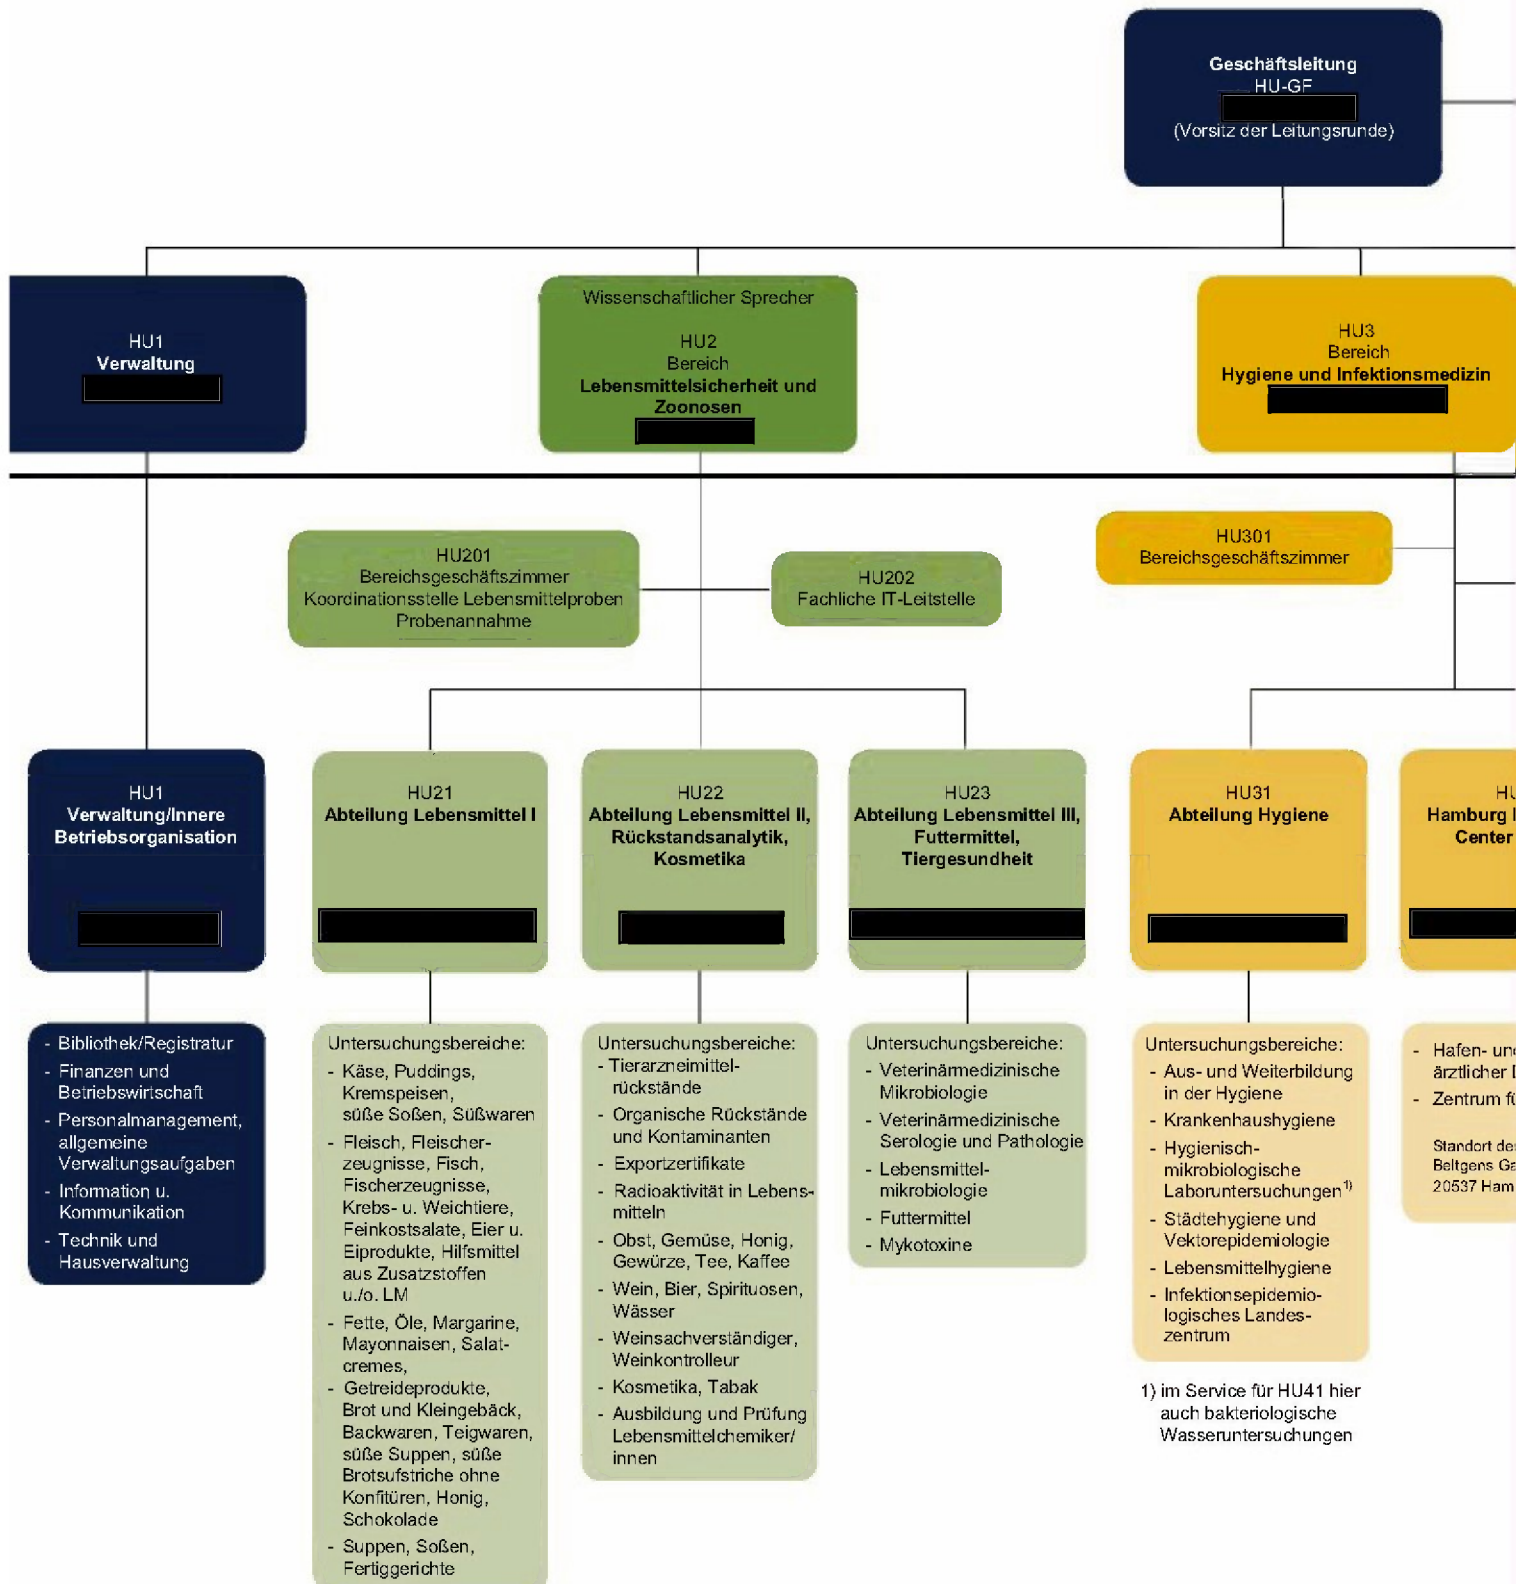 Geschäftsleitung
HU-GF
(Vorsitz der Leitungsrunde)
HU1
Verwaltung
Wissenschaftlicher Sprecher
HU2
Bereich
Lebensmittelsicherheit und
Zoonosen
HU3
Bereich
Hygiene und Infektionsmedizin
HU201
Bereichsgeschäftszimmer
Koordinationsstelle Lebensmittelproben
Probenannahme
HU202
Fachliche IT-Leitstelle
HU301
Bereichsgeschäftszimmer
HU1
Verwaltung/Innere
Betriebsorganisation
HU21
Abteilung Lebensmittel I
HU22
Abteilung Lebensmittel II,
Rückstandsanalytik,
Kosmetika
HU23
Abteilung Lebensmittel III,
Futtermittel,
Tiergesundheit
HU31
Abteilung Hygiene
Hamburg
Center
- Bibliothek/Registratur
- Finanzen und
Betriebswirtschaft
- Personalmanagement,
allgemeine
Verwaltungsaufgaben
- Information u.
Kommunikation
- Technik und
Hausverwaltung
Untersuchungsbereiche:
- Käse, Puddings,
Kremspeisen,
süße Soßen, Süßwaren
- Fleisch, Fleischer-
zeugnisse, Fisch,
Fischerzeugnisse,
Krebs- u. Weichtiere,
Feinkostsalate, Eier u.
Eiprodukte, Hilfsmittel
aus Zusatzstoffen
u./o. LM
- Fette, Öle, Margarine,
Mayonnaisen, Salat-
cremes,
- Getreideprodukte,
Brot und Kleingebäck,
Backwaren, Teigwaren,
süße Suppen, süße
Brotsufstriche ohne
Konfitüren, Honig,
Schokolade
- Suppen, Soßen,
Fertiggerichte
Untersuchungsbereiche:
- Tierarzneimittel-
rückstände
- Organische Rückstände
und Kontaminanten
- Exportzertifikate
- Radioaktivität in Lebens-
mitteln
- Obst, Gemüse, Honig,
Gewürze, Tee, Kaffee
- Wein, Bier, Spirituosen,
Wässer
- Weinsachverständiger,
Weinkontrolleur
- Kosmetika, Tabak
- Ausbildung und Prüfung
Lebensmittelchemiker/
innen
Untersuchungsbereiche:
- Veterinärmedizinische
Mikrobiologie
- Veterinärmedizinische
Serologie und Pathologie
- Lebensmittel-
mikrobiologie
- Futtermittel
- Mykotoxine
Untersuchungsbereiche:
- Aus- und Weiterbildung
in der Hygiene
- Krankenhaushygiene
- Hygienisch-
mikrobiologische
Laboruntersuchungen¹⁾
- Städtehygiene und
Vektorepidemiologie
- Lebensmittelhygiene
- Infektionsepidemio-
logisches Landes-
zentrum
1) im Service für HU41 hier
auch bakteriologische
Wasseruntersuchungen
- Hafen-
ärztlicher
- Zentrum
Standort
Beltgens
20537